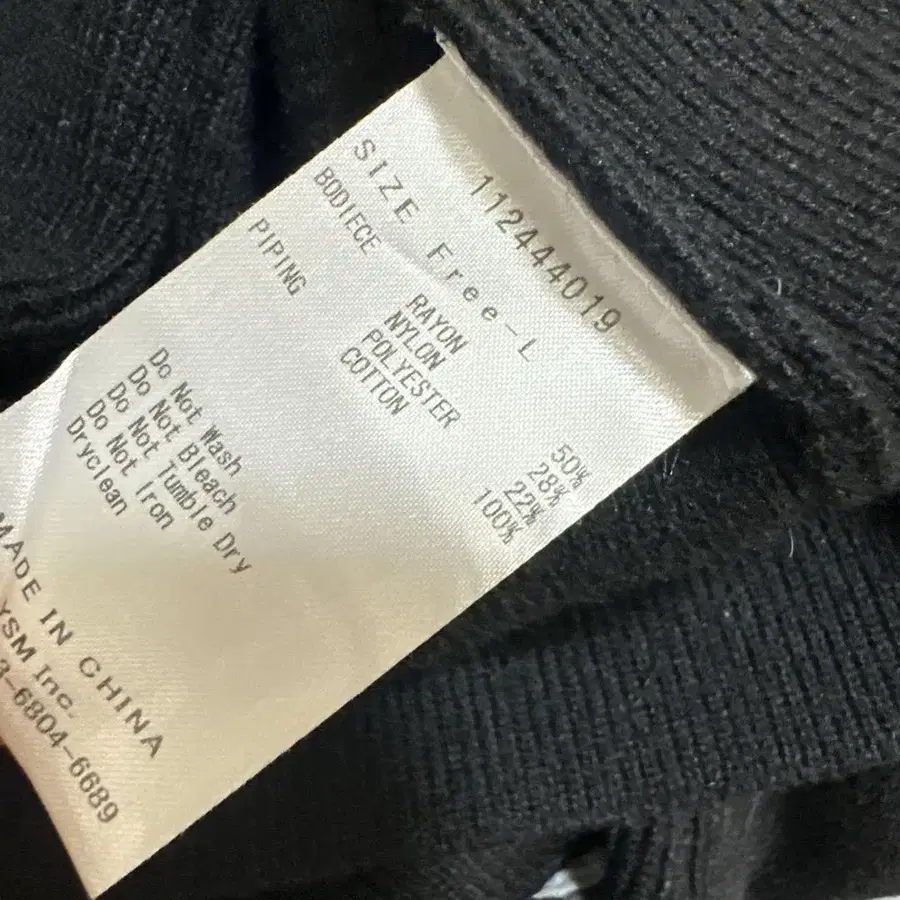 112444019
SIZE Free-L
BODIECE RAYON 50%
NYLON 28%
POLYESTER 22%
PIPING COTTON 100%
Do Not Wash
Do Not Bleach
Do Not Tumble Dry
Do Not Iron
Dryclean
MADE IN CHINA
YSM Inc.
3-6804-6689